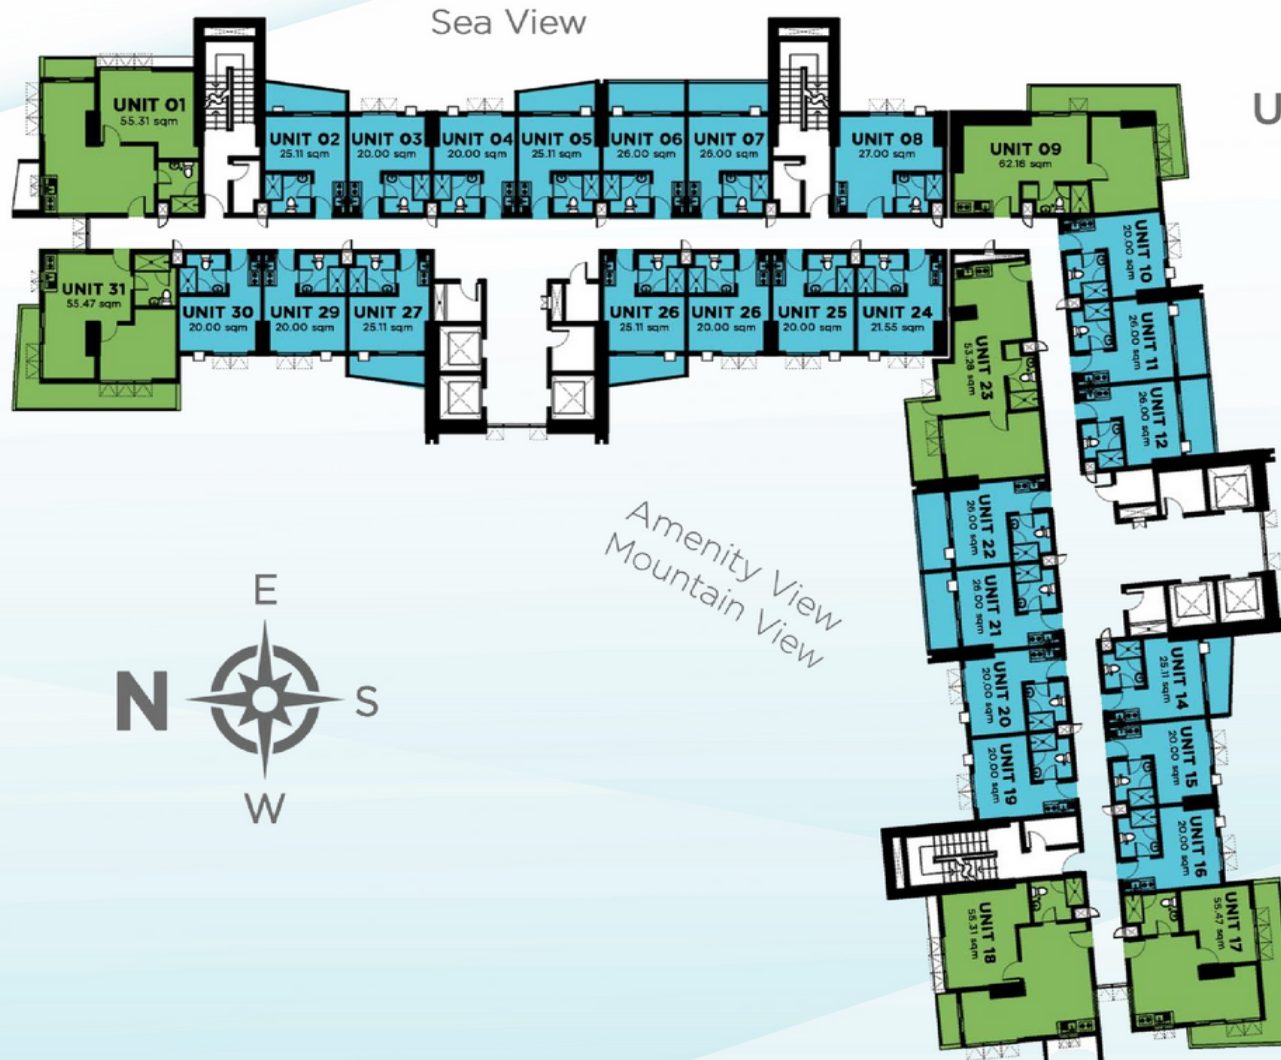 Sea View
U
UNIT 01
55.31 sqm
UNIT 02
25.11 sqm
UNIT 03
20.00 sqm
UNIT 04
20.00 sqm
UNIT 05
25.11 sqm
UNIT 06
26.00 sqm
UNIT 07
26.00 sqm
UNIT 08
27.00 sqm
UNIT 09
62.16 sqm
UNIT 10
20.00 sqm
UNIT 11
26.00 sqm
UNIT 12
26.00 sqm
UNIT 31
55.47 sqm
UNIT 30
20.00 sqm
UNIT 29
20.00 sqm
UNIT 27
25.11 sqm
UNIT 26
25.11 sqm
UNIT 26
20.00 sqm
UNIT 25
20.00 sqm
UNIT 24
21.55 sqm
UNIT 23
53.28 sqm
UNIT 22
26.00 sqm
UNIT 21
26.00 sqm
UNIT 20
20.00 sqm
UNIT 19
20.00 sqm
UNIT 14
25.11 sqm
UNIT 15
20.00 sqm
UNIT 16
20.00 sqm
UNIT 17
55.47 sqm
UNIT 18
55.31 sqm
Amenity View
Mountain View
E
N
S
W